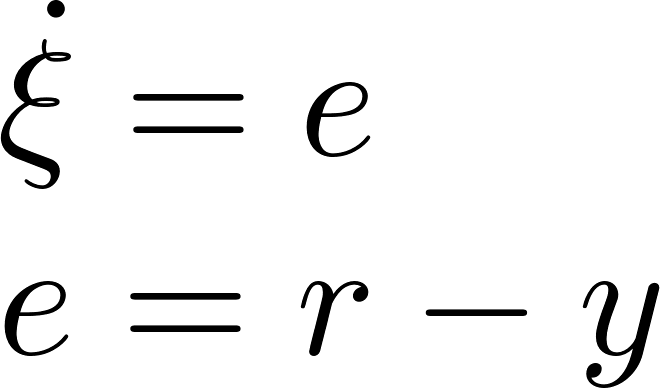 ξ̇ = e
e = r − y